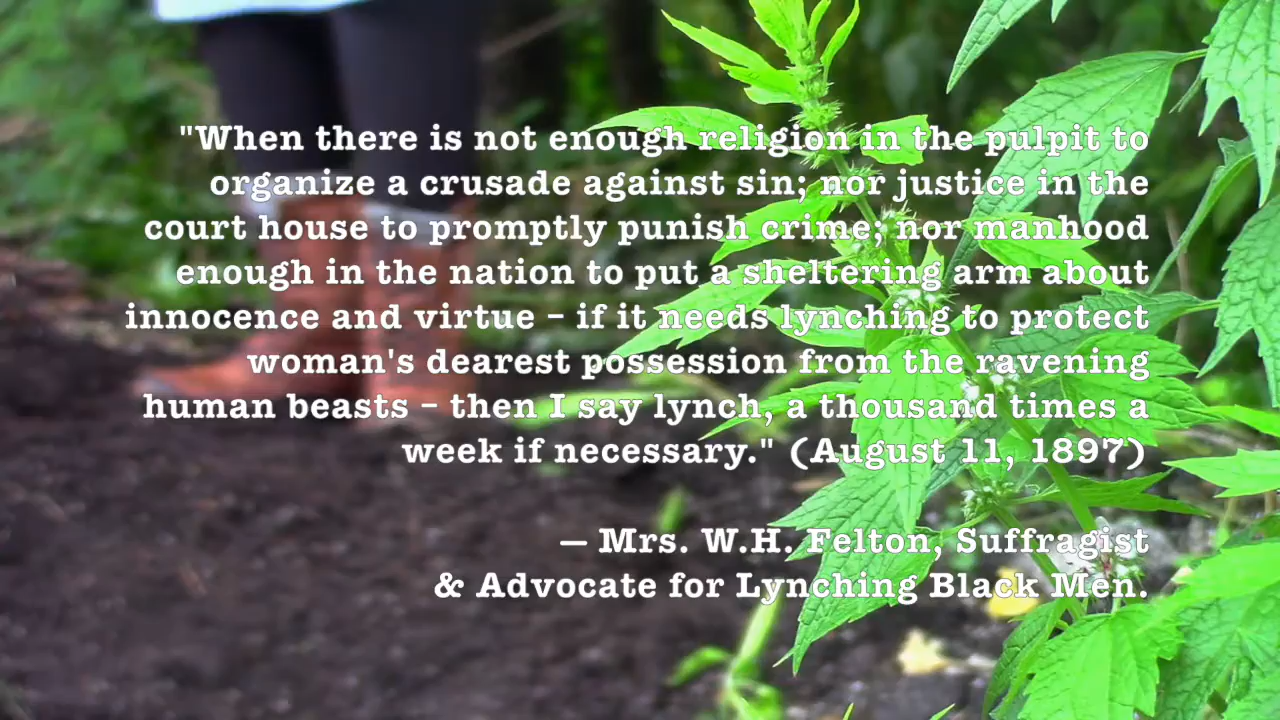 "When there is not enough religion in the pulpit to
organize a crusade against sin; nor justice in the
court house to promptly punish crime; nor manhood
enough in the nation to put a sheltering arm about
innocence and virtue – if it needs lynching to protect
woman's dearest possession from the ravening
human beasts – then I say lynch, a thousand times a
week if necessary." (August 11, 1897)
— Mrs. W.H. Felton, Suffragist
& Advocate for Lynching Black Men.